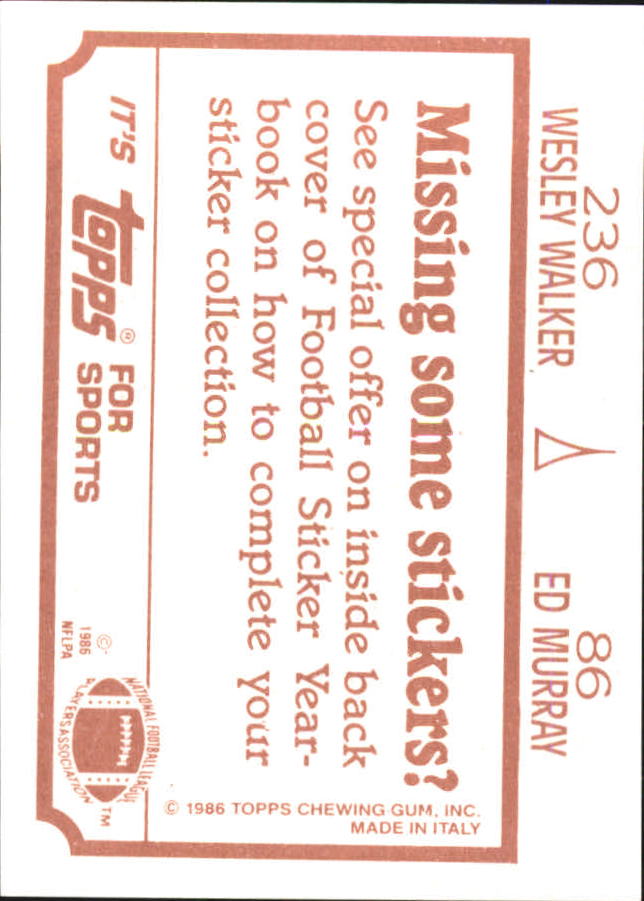 236 86
WESLEY WALKER ED MURRAY
Missing some stickers?
See special offer on inside back
cover of Football Sticker Year-
book on how to complete your
sticker collection.
© 1986 TOPPS CHEWING GUM, INC.
MADE IN ITALY
IT'S topps® FOR
SPORTS
© 1986
NFLPA
NATIONAL FOOTBALL LEAGUE
PLAYERS ASSOCIATION™